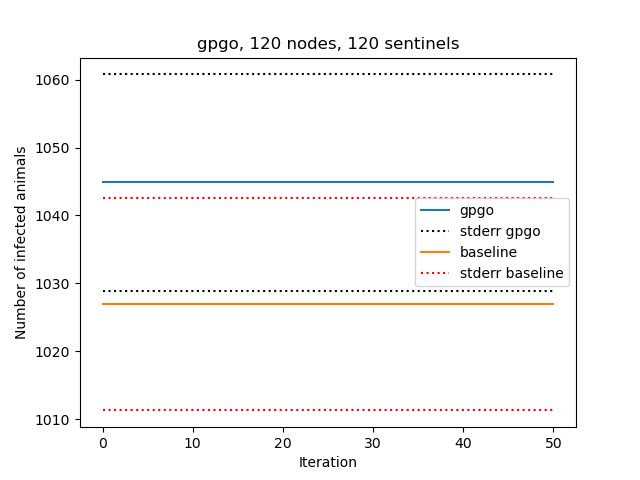 gpgo, 120 nodes, 120 sentinels
Number of infected animals
1060
1050
1040
1030
1020
1010
gpgo
stderr gpgo
baseline
stderr baseline
0 10 20 30 40 50
Iteration